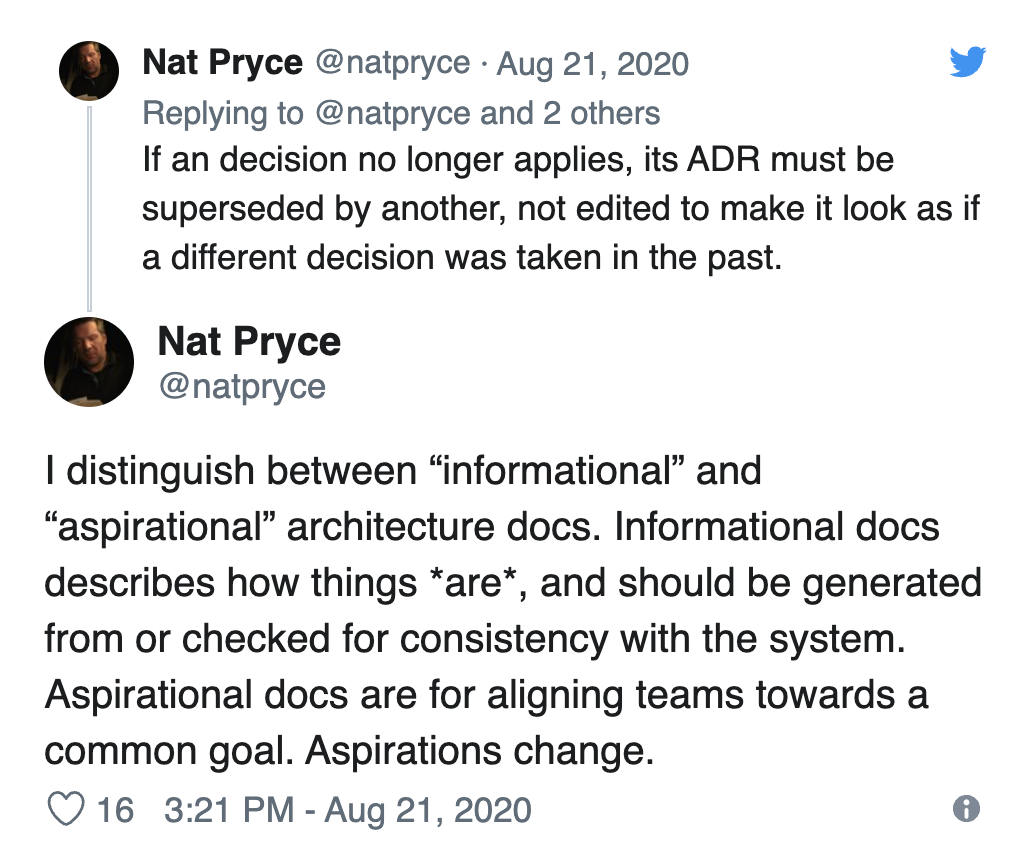 Nat Pryce @natpryce · Aug 21, 2020
Replying to @natpryce and 2 others
If an decision no longer applies, its ADR must be
superseded by another, not edited to make it look as if
a different decision was taken in the past.
Nat Pryce
@natpryce
I distinguish between “informational” and
“aspirational” architecture docs. Informational docs
describes how things *are*, and should be generated
from or checked for consistency with the system.
Aspirational docs are for aligning teams towards a
common goal. Aspirations change.
16 3:21 PM - Aug 21, 2020